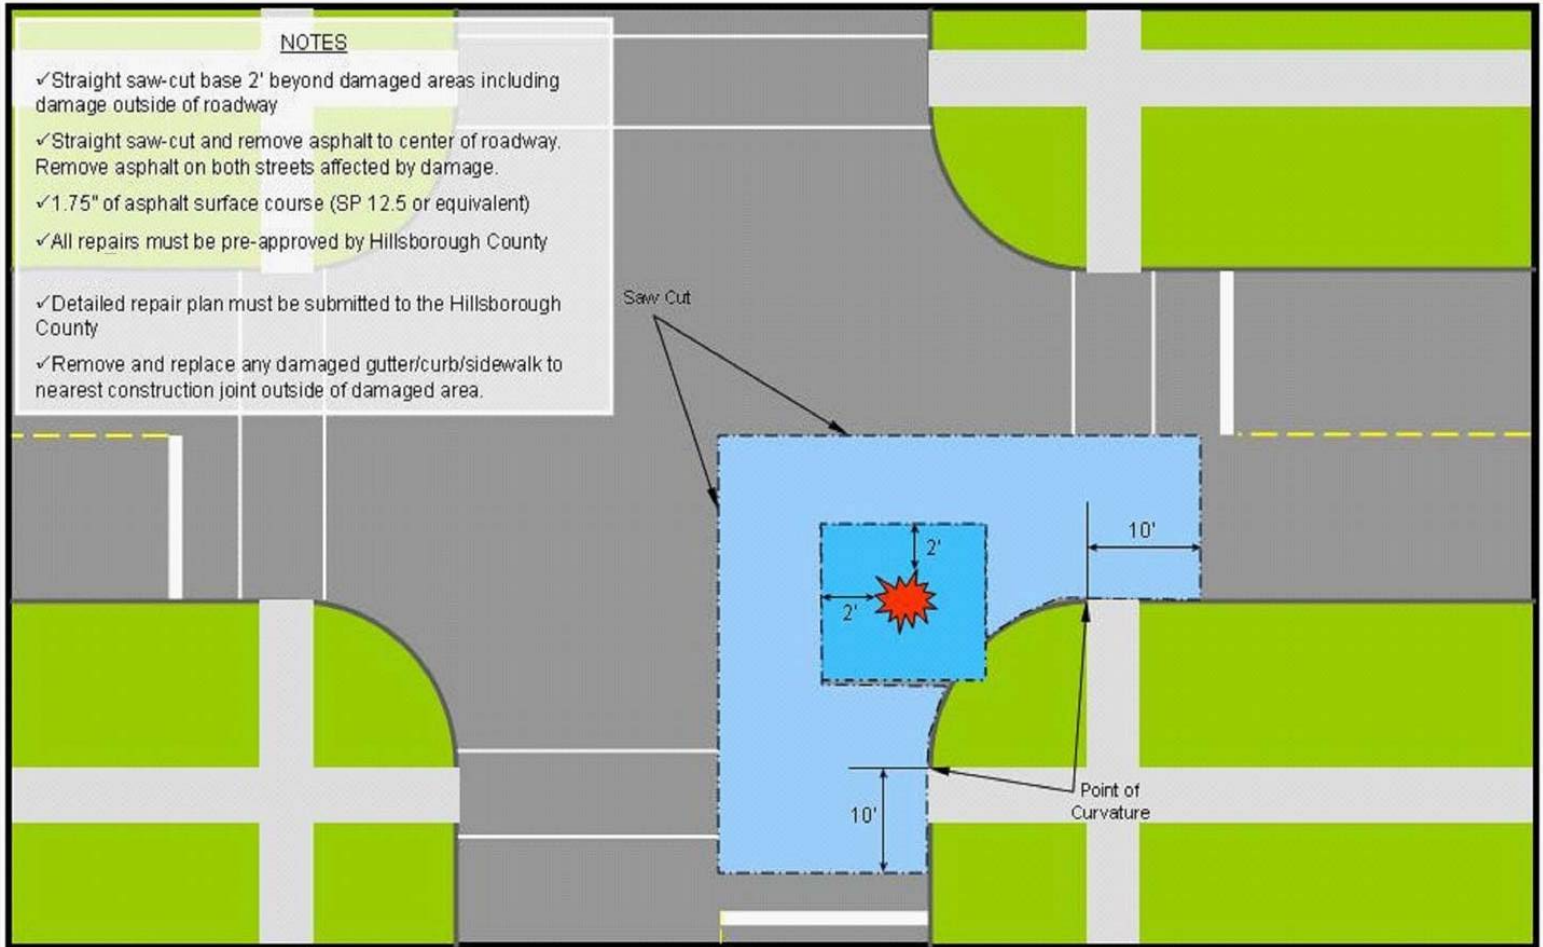 NOTES
✓Straight saw-cut base 2' beyond damaged areas including
damage outside of roadway
✓Straight saw-cut and remove asphalt to center of roadway.
Remove asphalt on both streets affected by damage.
✓1.75" of asphalt surface course (SP 12.5 or equivalent)
✓All repairs must be pre-approved by Hillsborough County
✓Detailed repair plan must be submitted to the Hillsborough
County
✓Remove and replace any damaged gutter/curb/sidewalk to
nearest construction joint outside of damaged area.
Saw Cut
10'
2'
2'
10'
Point of
Curvature